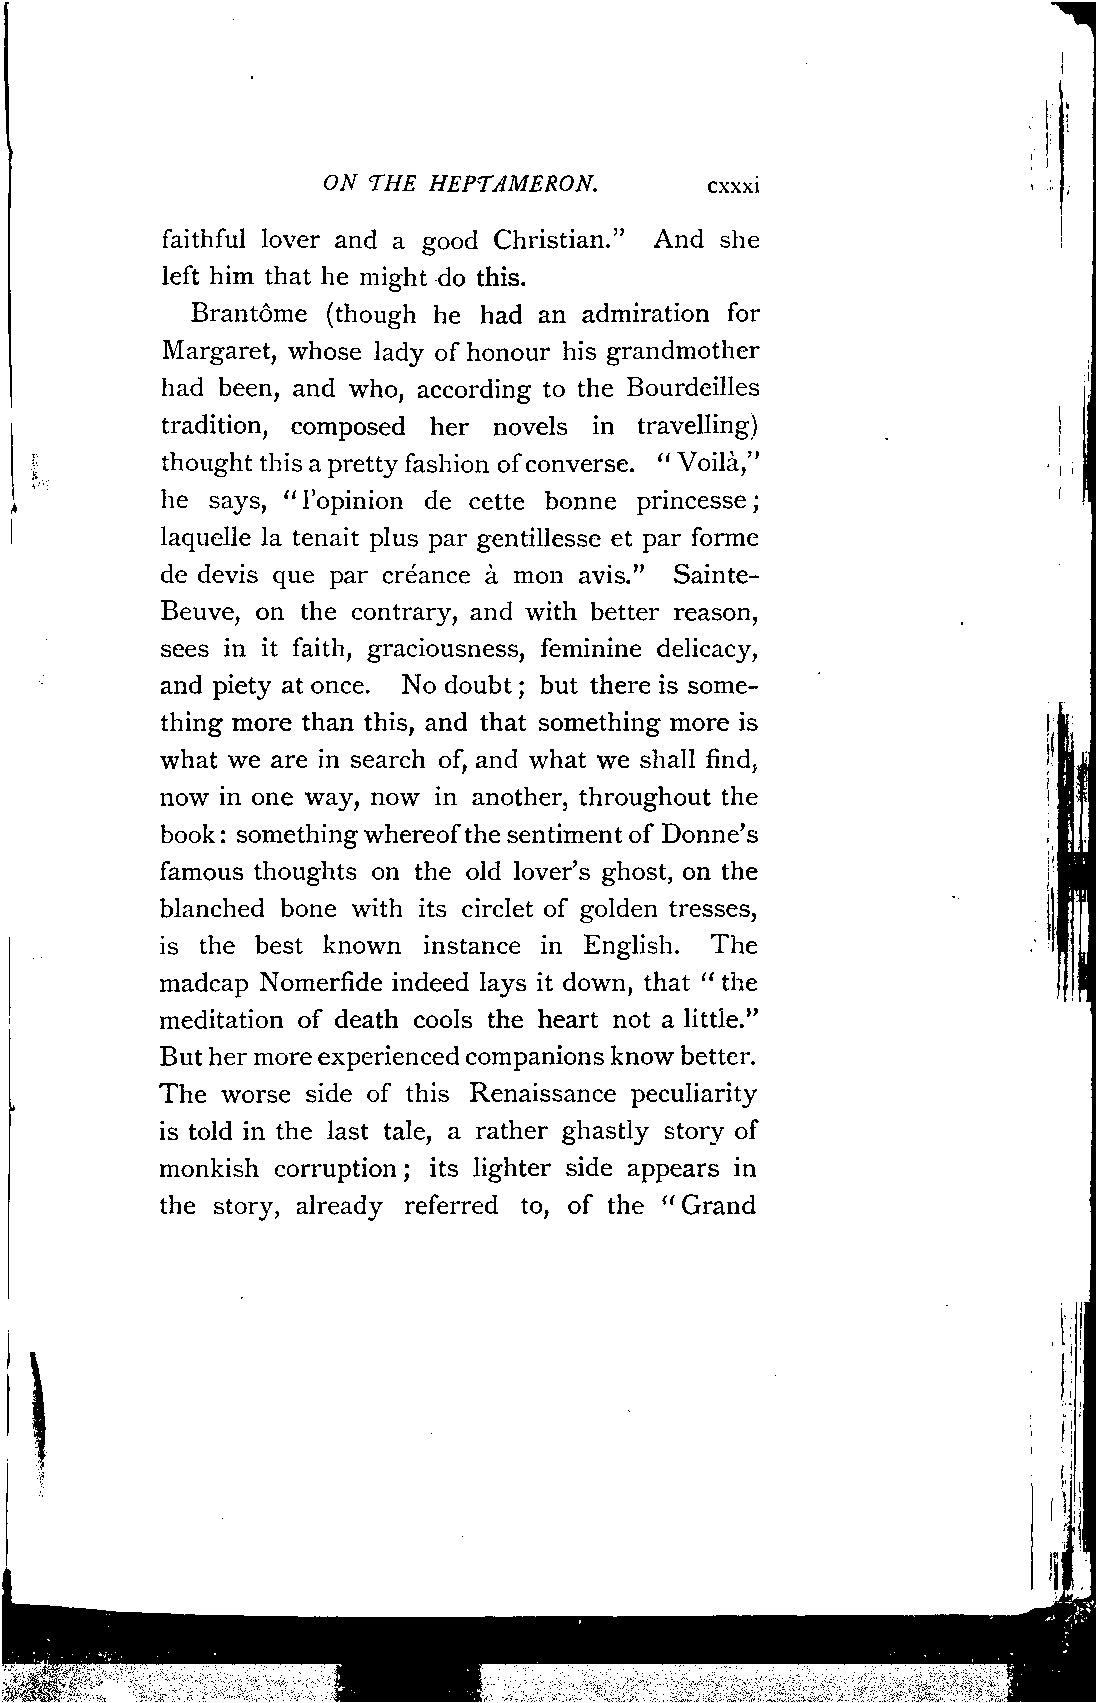 ON THE HEPTAMERON. cxxxi
faithful lover and a good Christian.” And she
left him that he might do this.
Brantôme (though he had an admiration for
Margaret, whose lady of honour his grandmother
had been, and who, according to the Bourdeilles
tradition, composed her novels in travelling)
thought this a pretty fashion of converse. “Voilà,”
he says, “l’opinion de cette bonne princesse;
laquelle la tenait plus par gentillesse et par forme
de devis que par créance à mon avis.” Sainte-
Beuve, on the contrary, and with better reason,
sees in it faith, graciousness, feminine delicacy,
and piety at once. No doubt; but there is some-
thing more than this, and that something more is
what we are in search of, and what we shall find,
now in one way, now in another, throughout the
book: something whereof the sentiment of Donne’s
famous thoughts on the old lover’s ghost, on the
blanched bone with its circlet of golden tresses,
is the best known instance in English. The
madcap Nomerfide indeed lays it down, that “the
meditation of death cools the heart not a little.”
But her more experienced companions know better.
The worse side of this Renaissance peculiarity
is told in the last tale, a rather ghastly story of
monkish corruption; its lighter side appears in
the story, already referred to, of the “Grand